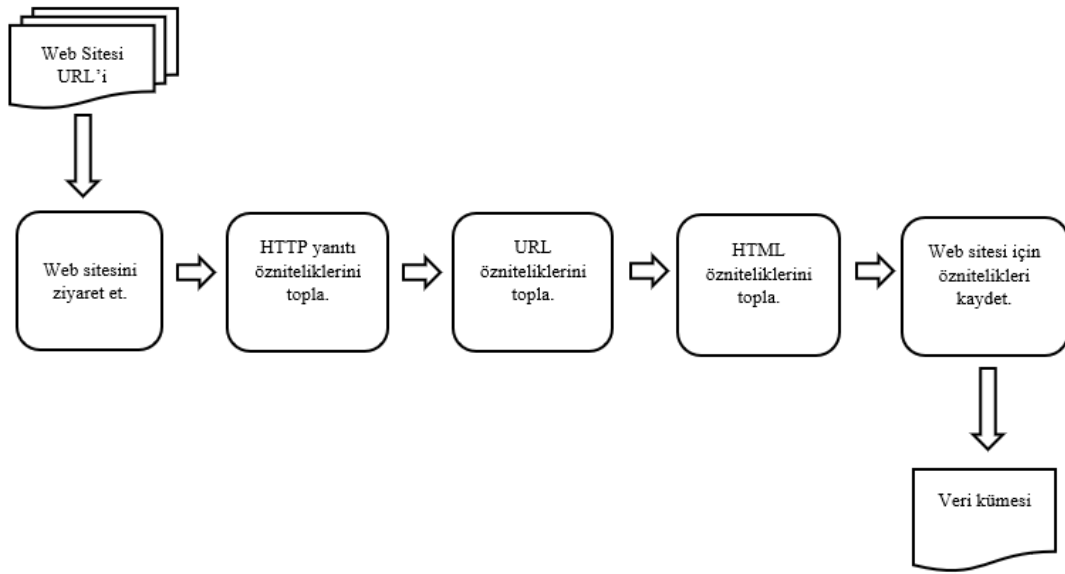 Web Sitesi
URL’i
Web sitesini
ziyaret et.
HTTP yanıtı
özniteliklerini
topla.
URL
özniteliklerini
topla.
HTML
özniteliklerini
topla.
Web sitesi için
öznitelikleri
kaydet.
Veri kümesi